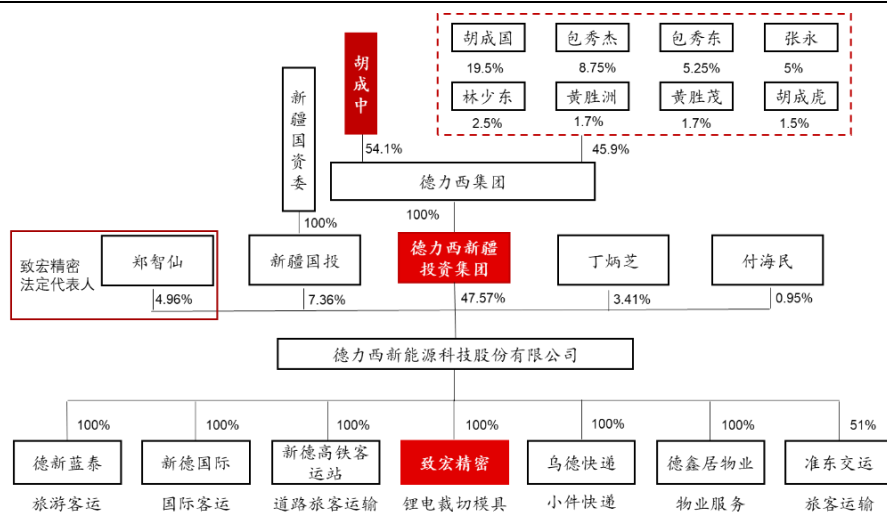 胡成国 包秀杰 包秀东 张永
19.5% 8.75% 5.25% 5%
林少东 黄胜洲 黄胜茂 胡成虎
2.5% 1.7% 1.7% 1.5%
胡成中
新疆国资委
54.1% 45.9%
德力西集团
100% 100%
致宏精密
法定代表人
郑智仙 新疆国投 德力西新疆
投资集团 丁炳芝 付海民
4.96% 7.36% 47.57% 3.41% 0.95%
德力西新能源科技股份有限公司
100% 100% 100% 100% 100% 100% 51%
德新蓝泰 新德国际 新德高铁客
运站 致宏精密 乌德快递 德鑫居物业 准东交运
旅游客运 国际客运 道路旅客运输 锂电裁切模具 小件快递 物业服务 旅客运输